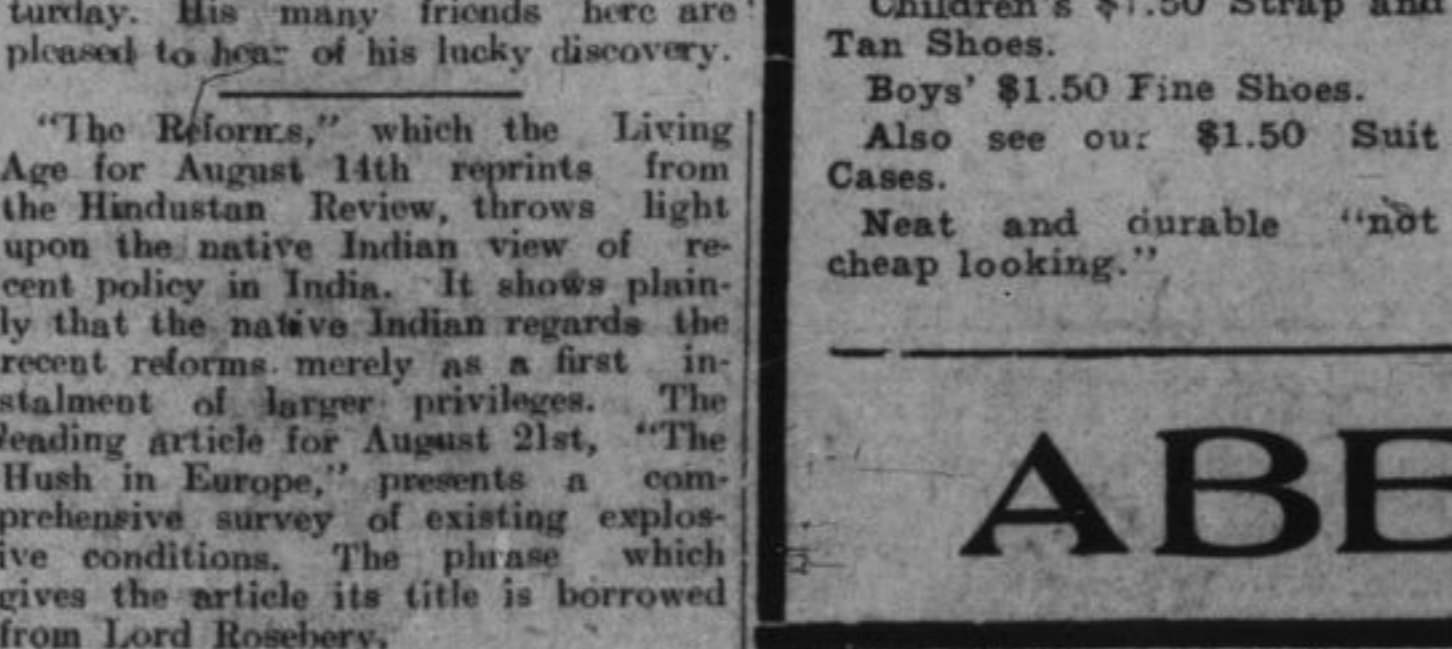 turday. His many friends here are
pleased to hear of his lucky discovery.
"The Reforms," which the Living
Age for August 14th reprints from
the Hindustan Review, throws light
upon the native Indian view of re-
cent policy in India. It shows plain-
ly that the native Indian regards the
recent reforms merely as a first in-
stalment of larger privileges. The
leading article for August 21st, "The
Hush in Europe," presents a com-
prehensive survey of existing explos-
ive conditions. The phrase which
gives the article its title is borrowed
from Lord Rosebery.
Children's Strap and
Tan Shoes.
Boys' $1.50 Fine Shoes.
Also see our $1.50 Suit
Cases.
Neat and durable "not
cheap looking."